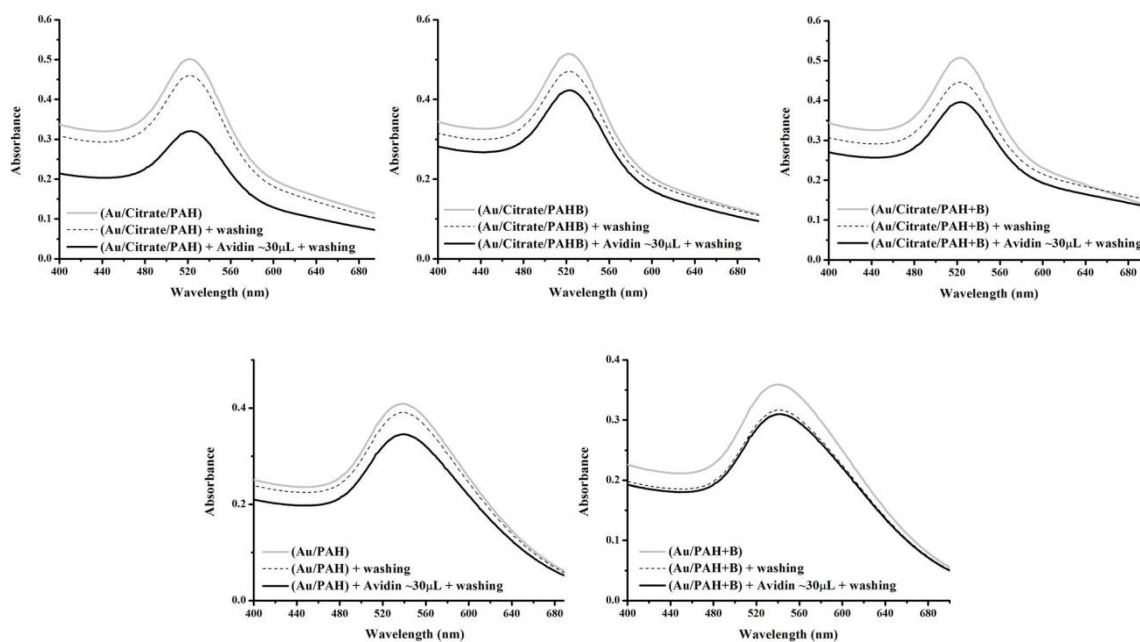 0.6
0.5
0.4
0.3
0.2
0.1
0.0
Absorbance
(Au/Citrate/PAH)
(Au/Citrate/PAH) + washing
(Au/Citrate/PAH) + Avidin ~30μL + washing
400 440 480 520 560 600 640 680
Wavelength (nm)
0.6
0.5
0.4
0.3
0.2
0.1
0.0
Absorbance
(Au/Citrate/PAHB)
(Au/Citrate/PAHB) + washing
(Au/Citrate/PAHB) + Avidin ~30μL + washing
400 440 480 520 560 600 640 680
Wavelength (nm)
0.6
0.5
0.4
0.3
0.2
0.1
0.0
Absorbance
(Au/Citrate/PAH+B)
(Au/Citrate/PAH+B) + washing
(Au/Citrate/PAH+B) + Avidin ~30μL + washing
400 440 480 520 560 600 640 680
Wavelength (nm)
0.4
0.2
0.0
Absorbance
(Au/PAH)
(Au/PAH) + washing
(Au/PAH) + Avidin ~30μL + washing
400 440 480 520 560 600 640 680
Wavelength (nm)
0.4
0.3
0.2
0.1
0.0
Absorbance
(Au/PAH+B)
(Au/PAH+B) + washing
(Au/PAH+B) + Avidin ~30μL + washing
400 440 480 520 560 600 640 680
Wavelength (nm)